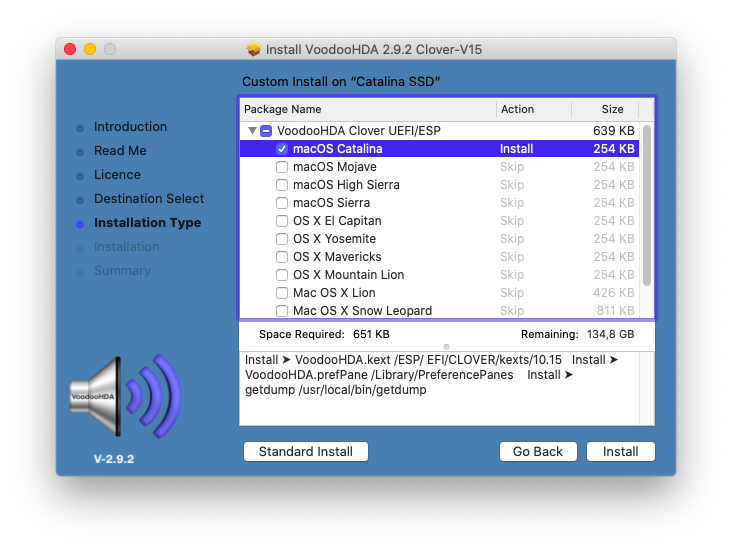 Install VoodooHDA 2.9.2 Clover-V15
Custom Install on “Catalina SSD”
Introduction
Read Me
Licence
Destination Select
Installation Type
Installation
Summary
Package Name Action Size
VoodooHDA Clover UEFI/ESP 639 KB
macOS Catalina Install 254 KB
macOS Mojave Skip 254 KB
macOS High Sierra Skip 254 KB
macOS Sierra Skip 254 KB
OS X El Capitan Skip 254 KB
OS X Yosemite Skip 254 KB
OS X Mavericks Skip 254 KB
OS X Mountain Lion Skip 254 KB
Mac OS X Lion Skip 426 KB
Mac OS X Snow Leopard Skip 811 KB
Space Required: 651 KB Remaining: 134,8 GB
Install ➤ VoodooHDA.kext /ESP/ EFI/CLOVER/kexts/10.15 Install ➤
VoodooHDA.prefPane /Library/PreferencePanes Install ➤
getdump /usr/local/bin/getdump
VoodooHDA
V-2.9.2
Standard Install Go Back Install